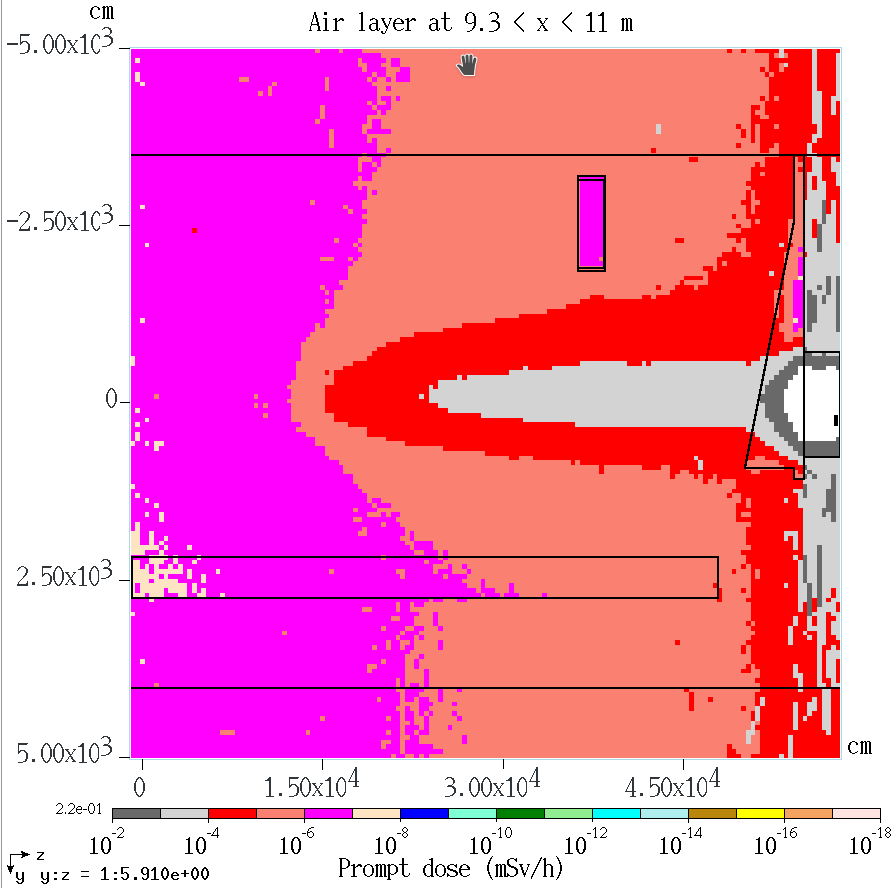 cm
Air layer at 9.3 < x < 11 m
-5.00x10³
-2.50x10³
0
2.50x10³
5.00x10³
cm
0
1.50x10⁴
3.00x10⁴
4.50x10⁴
2.2e-01
10⁻² 10⁻⁴ 10⁻⁶ 10⁻⁸ 10⁻¹⁰ 10⁻¹² 10⁻¹⁴ 10⁻¹⁶ 10⁻¹⁸
z
Prompt dose (mSv/h)
y y:z = 1:5.910e+00